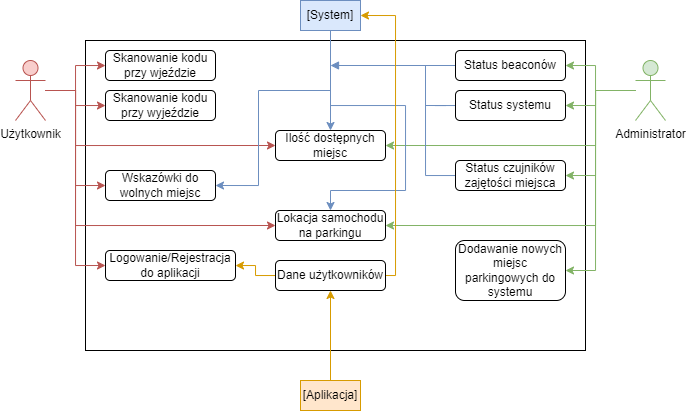 [System]
Skanowanie kodu
przy wjeździe
Status beaconów
Skanowanie kodu
przy wyjeździe
Status systemu
Użytkownik
Administrator
Ilość dostępnych
miejsc
Wskazówki do
wolnych miejsc
Status czujników
zajętości miejsca
Lokacja samochodu
na parkingu
Logowanie/Rejestracja
do aplikacji
Dane użytkowników
Dodawanie nowych
miejsc
parkingowych do
systemu
[Aplikacja]